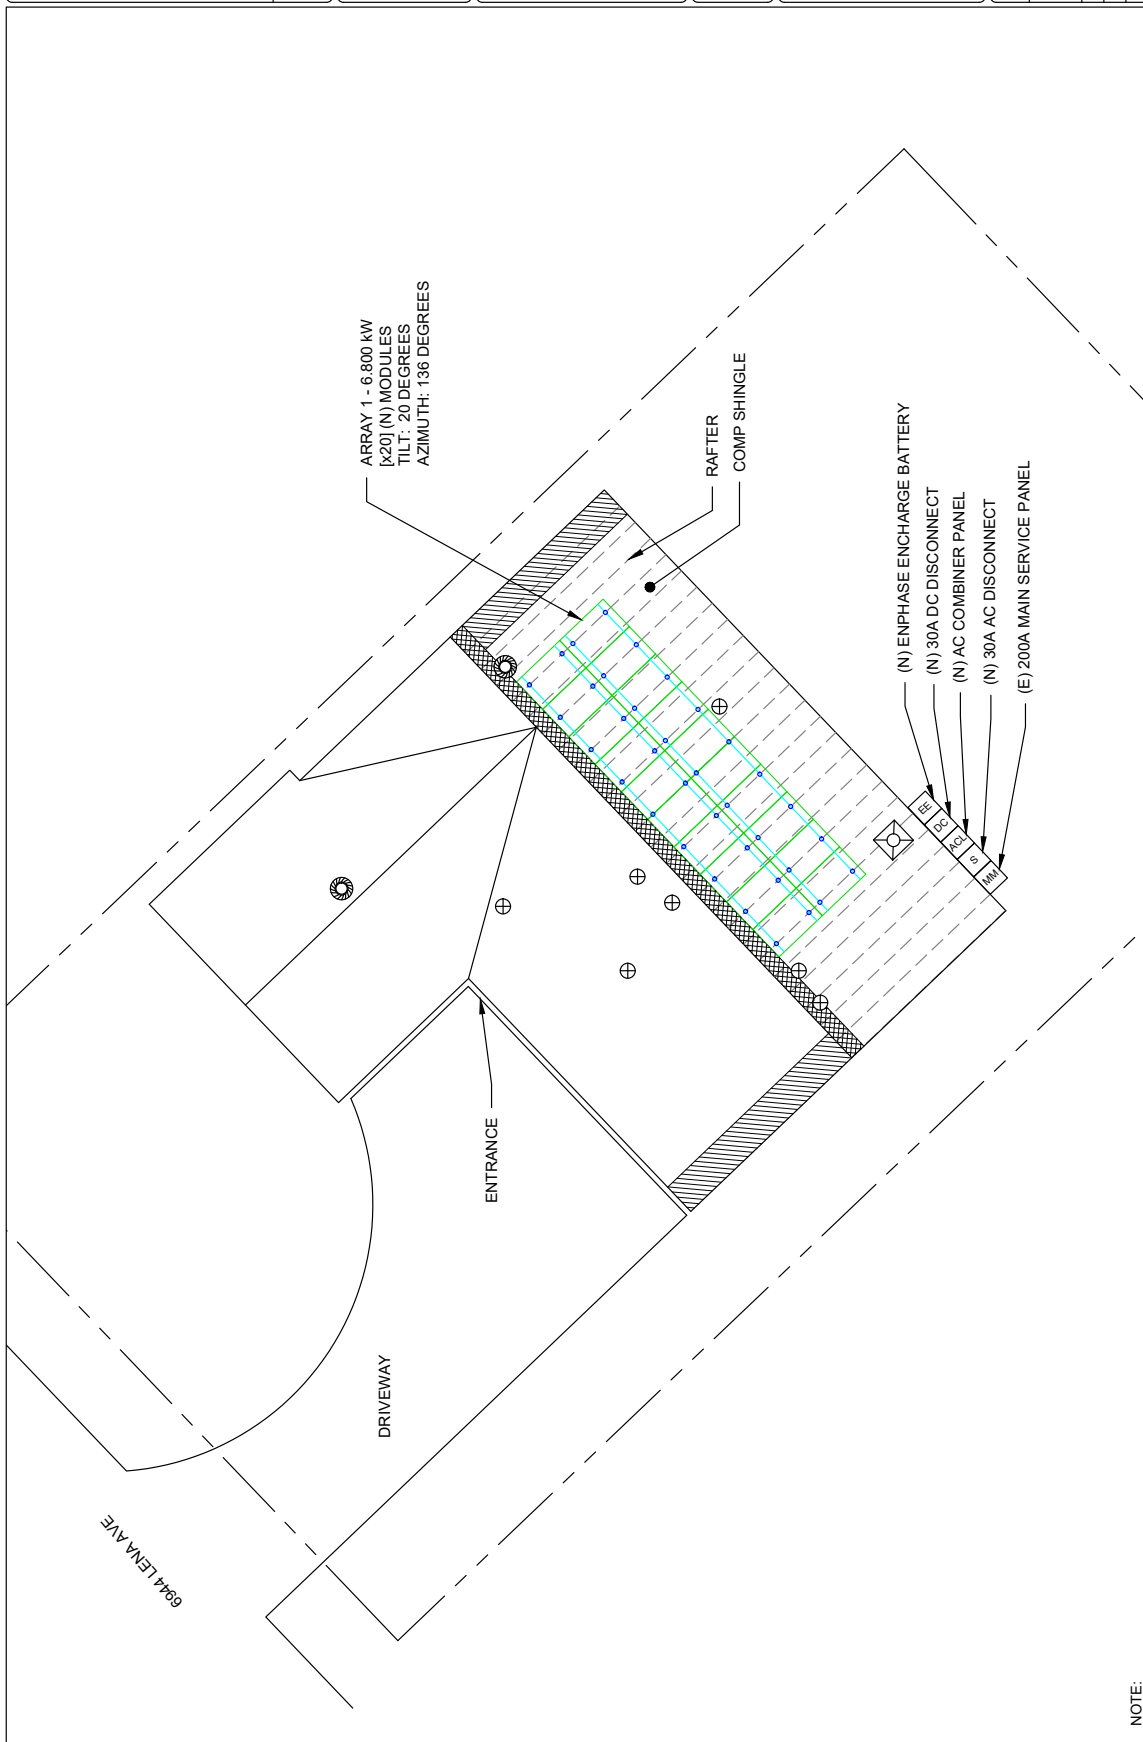 ARRAY 1 - 6.800 kW
[x20] (N) MODULES
TILT: 20 DEGREES
AZIMUTH: 136 DEGREES
RAFTER
COMP SHINGLE
(N) ENPHASE ENCHARGE BATTERY
(N) 30A DC DISCONNECT
(N) AC COMBINER PANEL
(N) 30A AC DISCONNECT
(E) 200A MAIN SERVICE PANEL
EE
DC
ACL
S
MM
ENTRANCE
DRIVEWAY
6944 LENA AVE
NOTE: